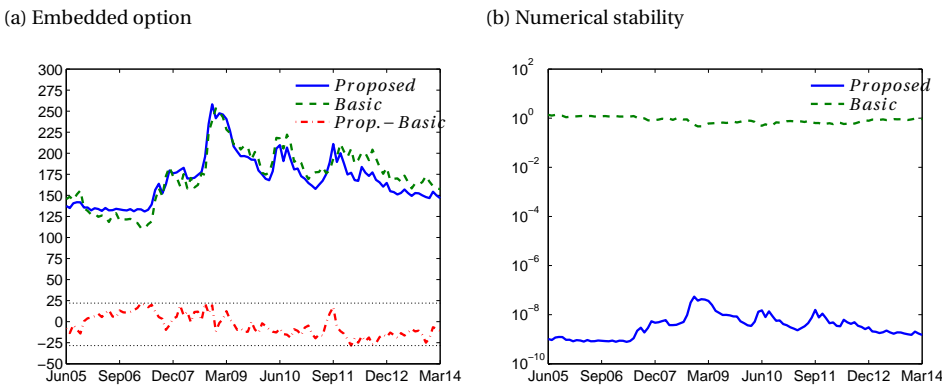 (a) Embedded option
(b) Numerical stability
300
275
250
225
200
175
150
125
100
75
50
25
0
−25
−50
Proposed
Basic
Prop.−Basic
Jun05 Sep06 Dec07 Mar09 Jun10 Sep11 Dec12 Mar14
10^2
10^0
10^−2
10^−4
10^−6
10^−8
10^−10
Proposed
Basic
Jun05 Sep06 Dec07 Mar09 Jun10 Sep11 Dec12 Mar14